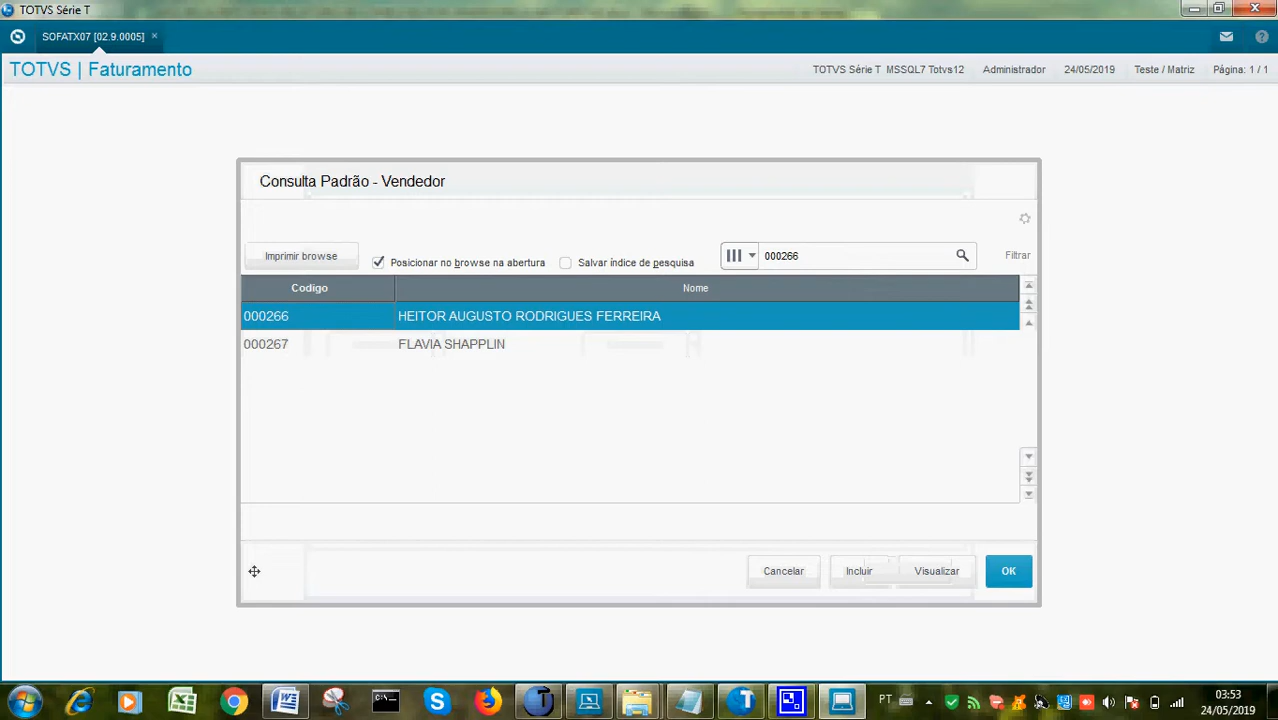 TOTVS Série T
SOFATX07 [02.9.0005] ×
TOTVS | Faturamento
TOTVS Série T MSSQL7 Totvs12 Administrador 24/05/2019 Teste / Matriz Página: 1 / 1
Consulta Padrão - Vendedor
Imprimir browse
Posicionar no browse na abertura
Salvar índice de pesquisa
000266
Filtrar
Codigo Nome
000266 HEITOR AUGUSTO RODRIGUES FERREIRA
000267 FLAVIA SHAPPLIN
Cancelar Incluir Visualizar OK
PT
03:53
24/05/2019